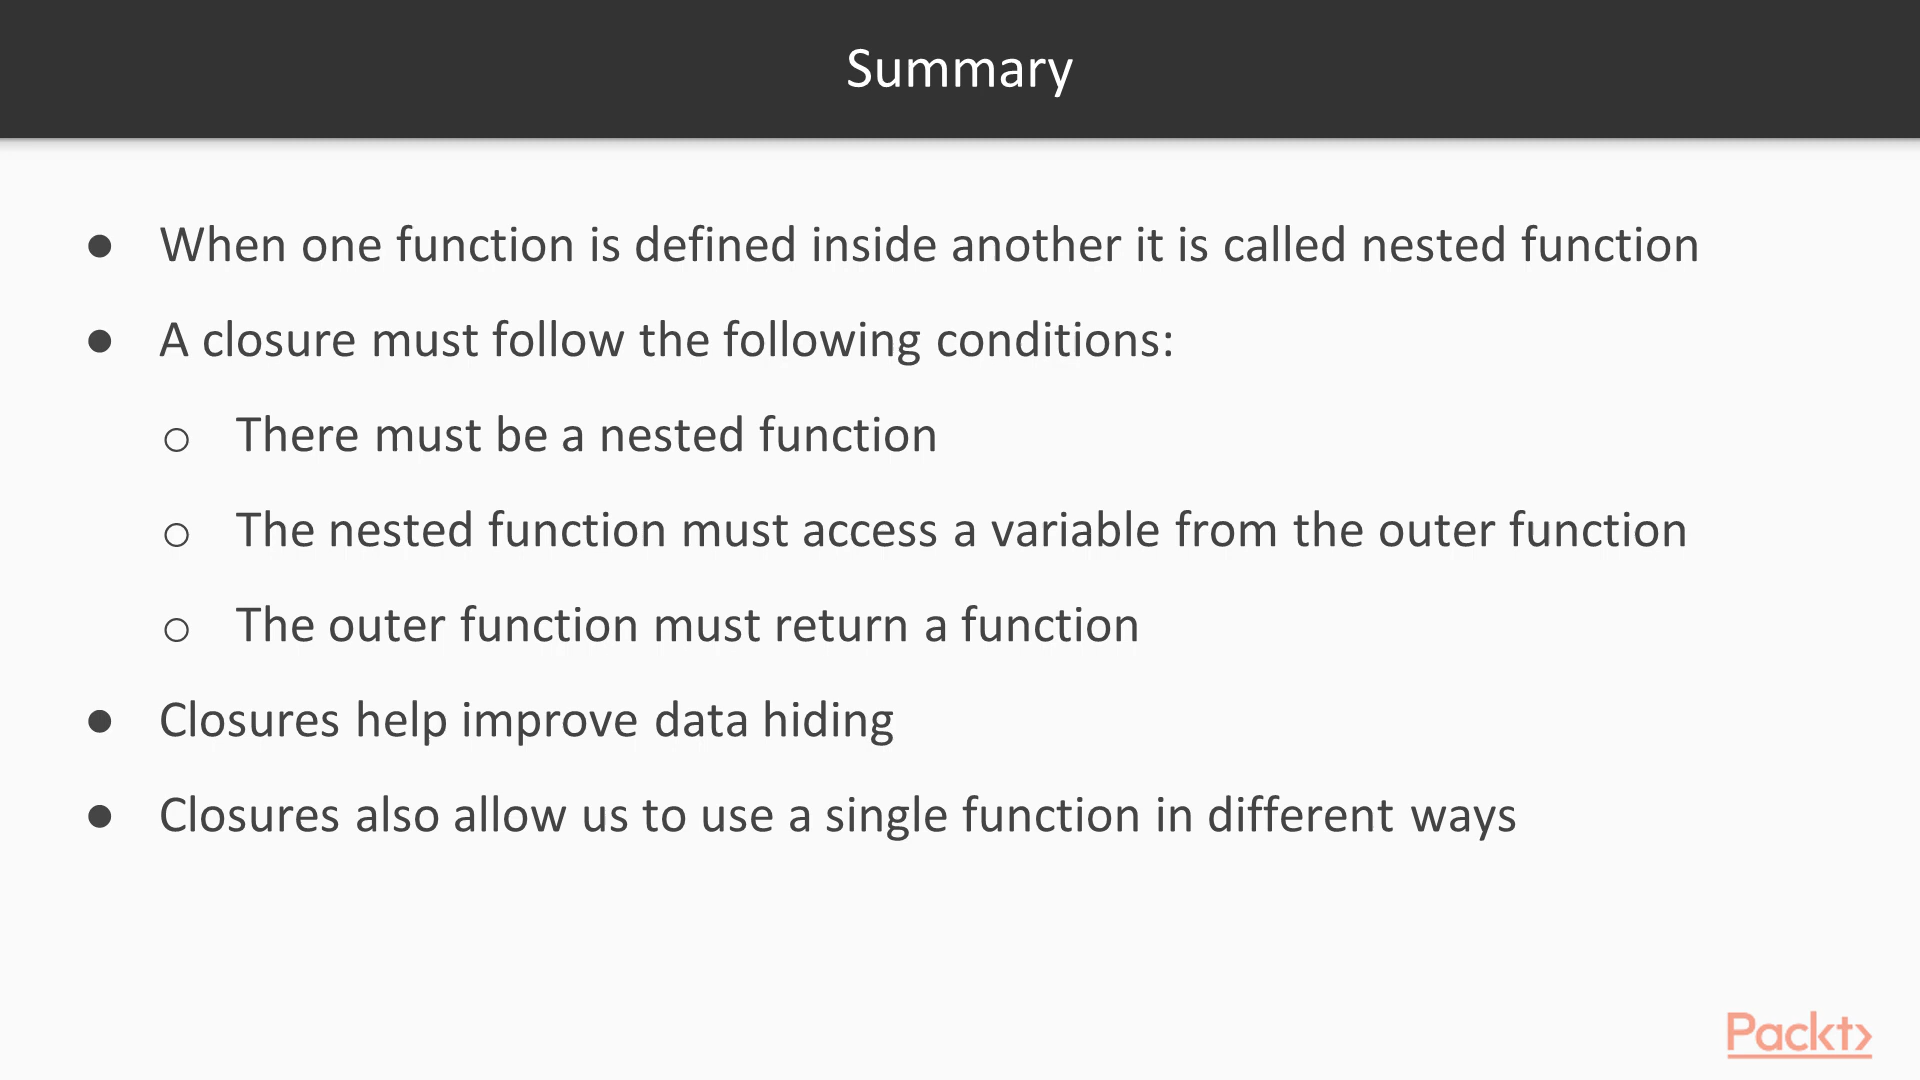 Summary
● When one function is defined inside another it is called nested function
● A closure must follow the following conditions:
○ There must be a nested function
○ The nested function must access a variable from the outer function
○ The outer function must return a function
● Closures help improve data hiding
● Closures also allow us to use a single function in different ways
Packt